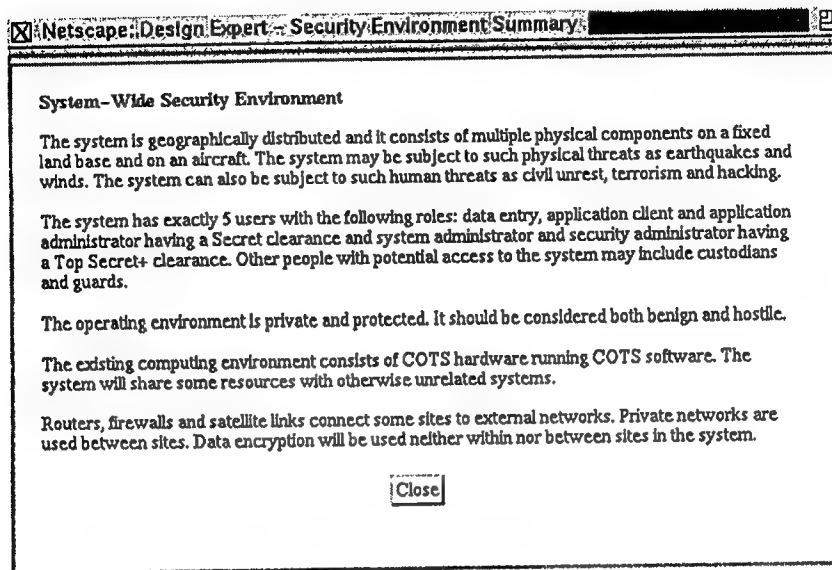 Netscape: Design Expert – Security Environment Summary
System-Wide Security Environment
The system is geographically distributed and it consists of multiple physical components on a fixed
land base and on an aircraft. The system may be subject to such physical threats as earthquakes and
winds. The system can also be subject to such human threats as civil unrest, terrorism and hacking.
The system has exactly 5 users with the following roles: data entry, application client and application
administrator having a Secret clearance and system administrator and security administrator having
a Top Secret+ clearance. Other people with potential access to the system may include custodians
and guards.
The operating environment is private and protected. It should be considered both benign and hostile.
The existing computing environment consists of COTS hardware running COTS software. The
system will share some resources with otherwise unrelated systems.
Routers, firewalls and satellite links connect some sites to external networks. Private networks are
used between sites. Data encryption will be used neither within nor between sites in the system.
Close